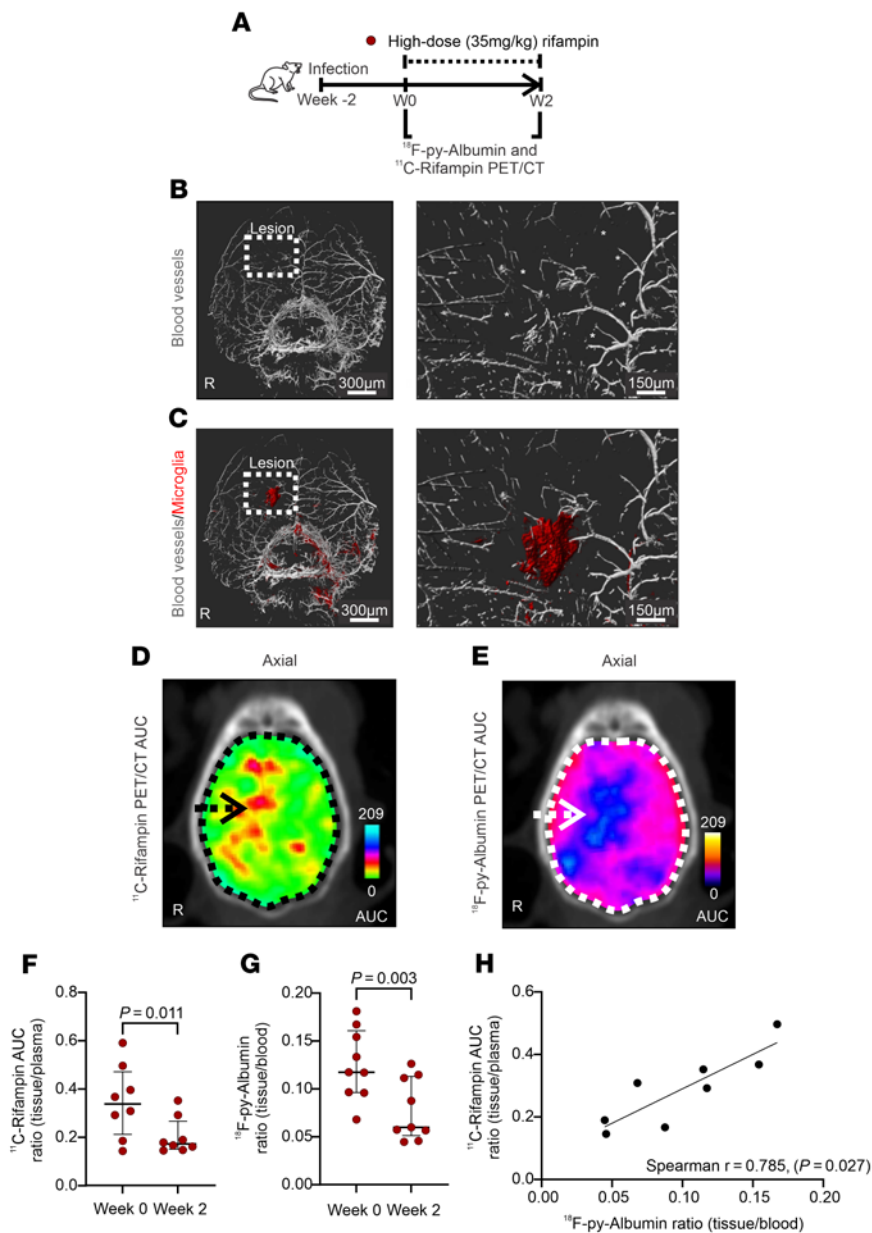 A
High-dose (35mg/kg) rifampin
Infection
Week -2
W0
W2
¹⁸F-py-Albumin and
¹¹C-Rifampin PET/CT
B
Blood vessels
Lesion
R
300μm
150μm
C
Blood vessels/Microglia
Lesion
R
300μm
150μm
D
Axial
¹¹C-Rifampin PET/CT AUC
209
0
R
AUC
E
Axial
¹⁸F-py-Albumin PET/CT AUC
209
0
R
AUC
F
¹¹C-Rifampin AUC
ratio (tissue/plasma)
0.8
0.6
0.4
0.2
0.0
P = 0.011
Week 0 Week 2
G
¹⁸F-py-Albumin
ratio (tissue/blood)
0.20
0.15
0.10
0.05
0.00
P = 0.003
Week 0 Week 2
H
¹¹C-Rifampin AUC
ratio (tissue/plasma)
0.6
0.4
0.2
0.0
Spearman r = 0.785, (P = 0.027)
0.00 0.05 0.10 0.15 0.20
¹⁸F-py-Albumin ratio (tissue/blood)